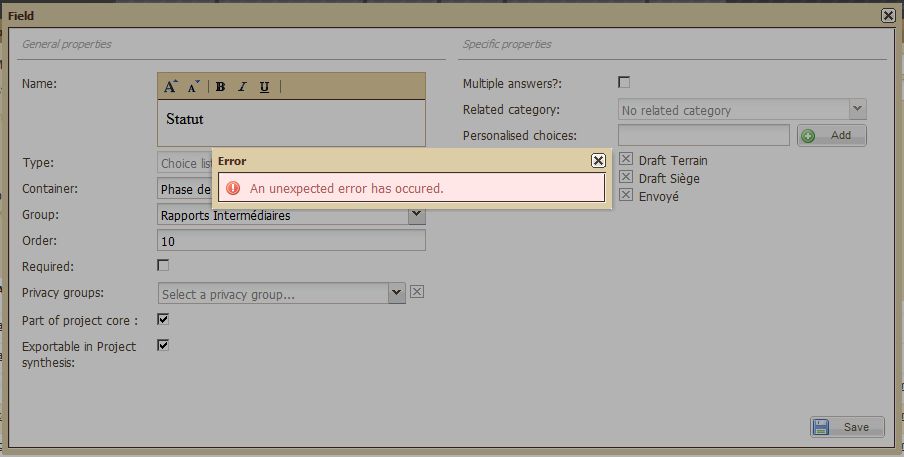 Field
General properties
Specific properties
Name:
A A B I U
Statut
Multiple answers?:
Related category:
No related category
Personalised choices:
Add
Draft Terrain
Draft Siège
Envoyé
Error
An unexpected error has occured.
Type:
Choice list
Container:
Phase de
Group:
Rapports Intermédiaires
Order:
10
Required:
Privacy groups:
Select a privacy group...
Part of project core :
Exportable in Project
synthesis:
Save